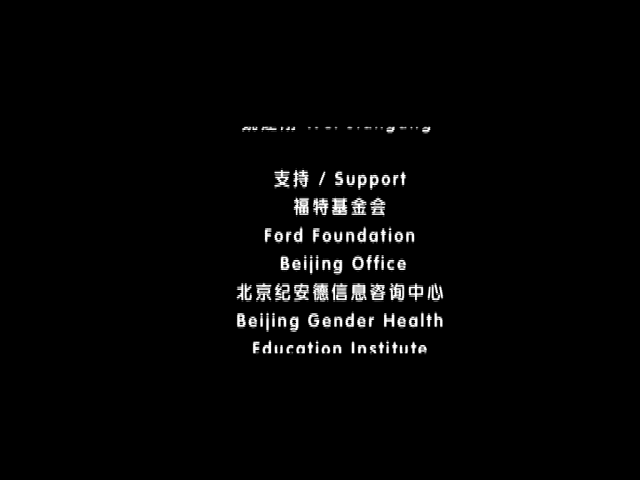 支持 / Support
福特基金会
Ford Foundation
Beijing Office
北京纪安德信息咨询中心
Beijing Gender Health
Education Institute